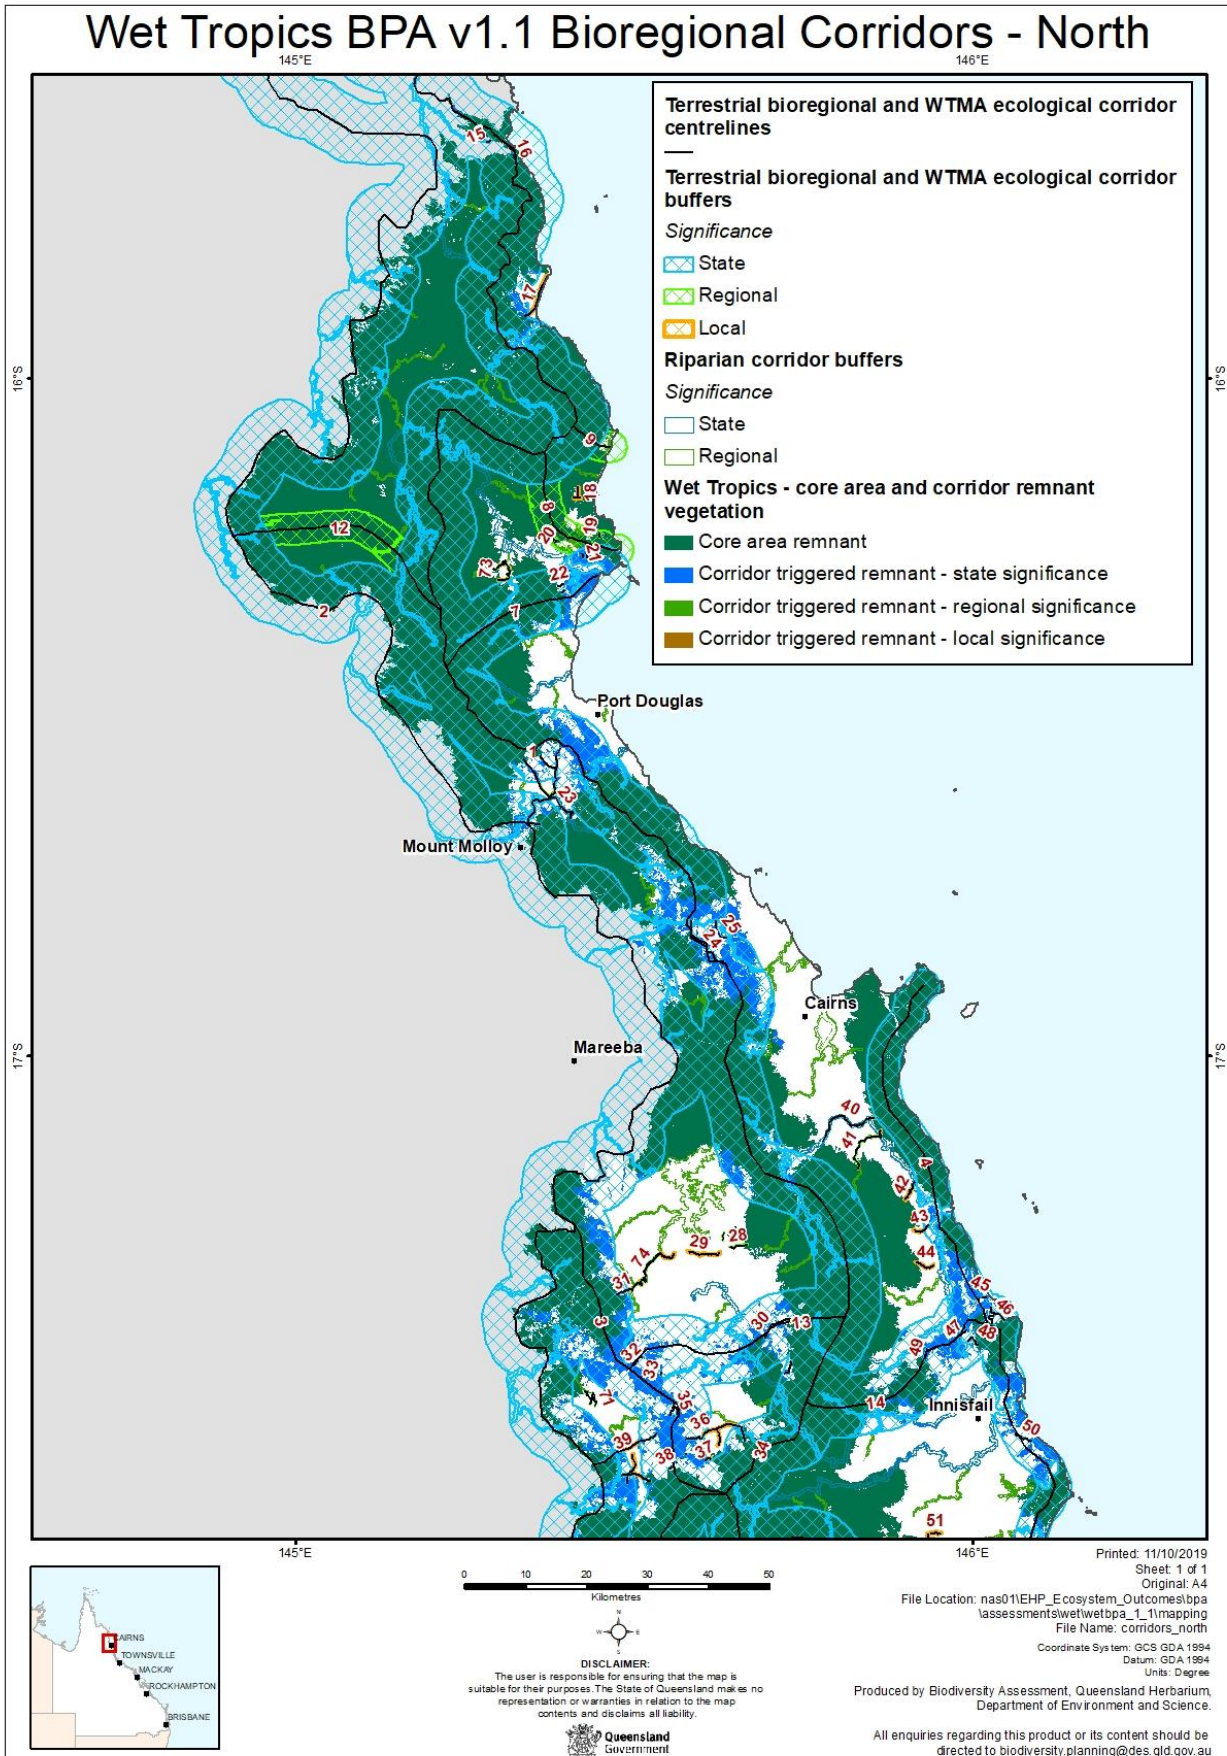 Wet Tropics BPA v1.1 Bioregional Corridors - North
145°E
146°E
Terrestrial bioregional and WTMA ecological corridor
centrelines
Terrestrial bioregional and WTMA ecological corridor
buffers
Significance
State
Regional
Local
Riparian corridor buffers
Significance
State
Regional
Wet Tropics - core area and corridor remnant
vegetation
Core area remnant
Corridor triggered remnant - state significance
Corridor triggered remnant - regional significance
Corridor triggered remnant - local significance
15
16
17
16°S
16°S
9
18
8
19
12
20
21
73
22
2
7
Port Douglas
1
23
Mount Molloy
25
24
Cairns
Mareeba
17°S
17°S
40
41
4
42
43
28
29
74
44
31
45
46
3
30
13
47
48
32
49
33
71
35
14
Innisfail
36
50
39
37
34
38
51
145°E
146°E
Printed: 11/10/2019
Sheet: 1 of 1
Original: A4
File Location: nas01\EHP_Ecosystem_Outcomes\bpa
\assessments\wet\wetbpa_1_1\mapping
File Name: corridors_north
Coordinate System: GCS GDA 1994
Datum: GDA 1994
Units: Degree
Produced by Biodiversity Assessment, Queensland Herbarium,
Department of Environment and Science.
All enquiries regarding this product or its content should be
directed to biodiversity.planning@des.qld.gov.au
0 10 20 30 40 50
Kilometres
N
W E
S
DISCLAIMER:
The user is responsible for ensuring that the map is
suitable for their purposes. The State of Queensland makes no
representation or warranties in relation to the map
contents and disclaims all liability.
Queensland
Government
CAIRNS
TOWNSVILLE
MACKAY
ROCKHAMPTON
BRISBANE